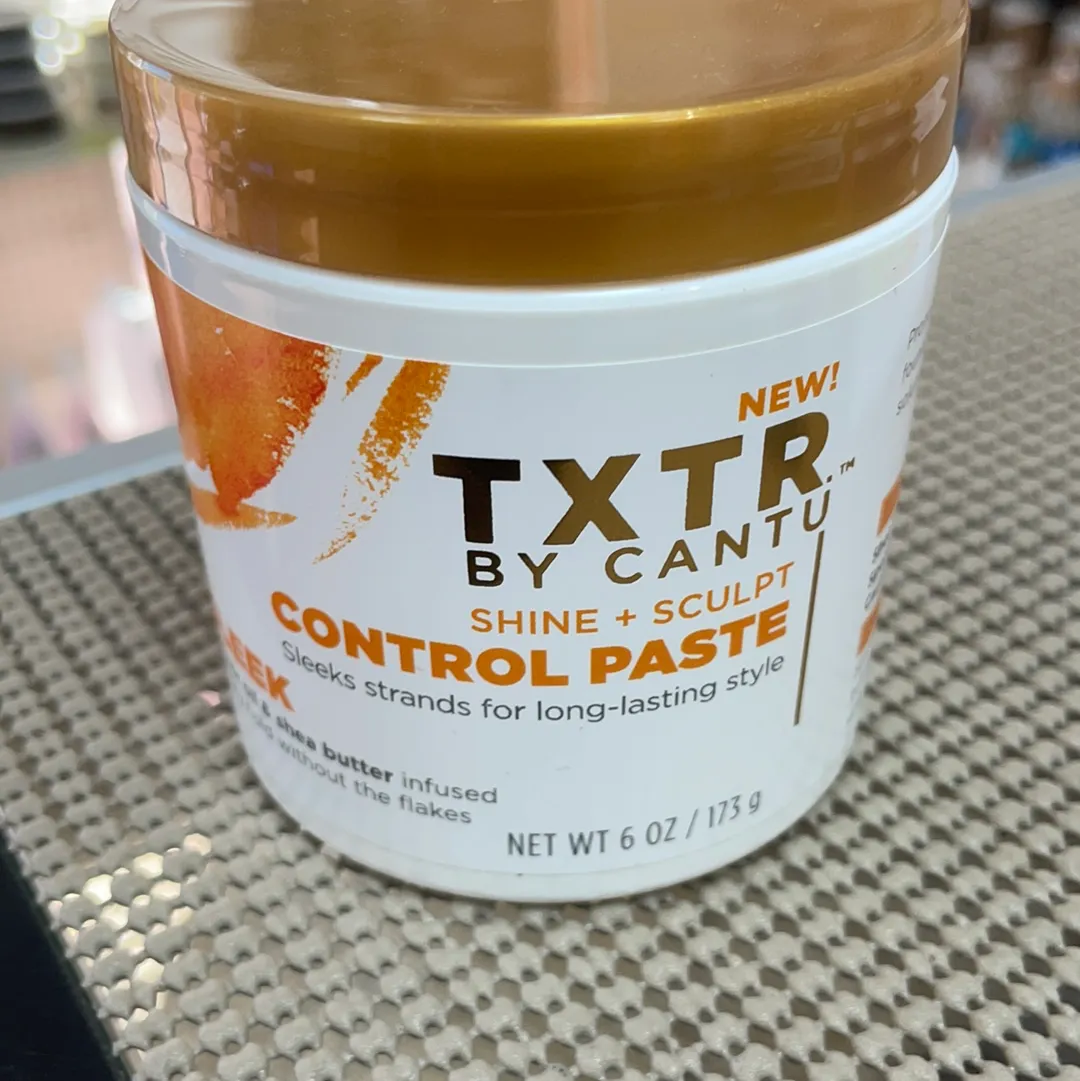 NEW!
TXTR.™
BY CANTU
SHINE + SCULPT
CONTROL PASTE
Sleeks strands for long-lasting style
& shea butter infused
without the flakes
NET WT 6 OZ / 173 g